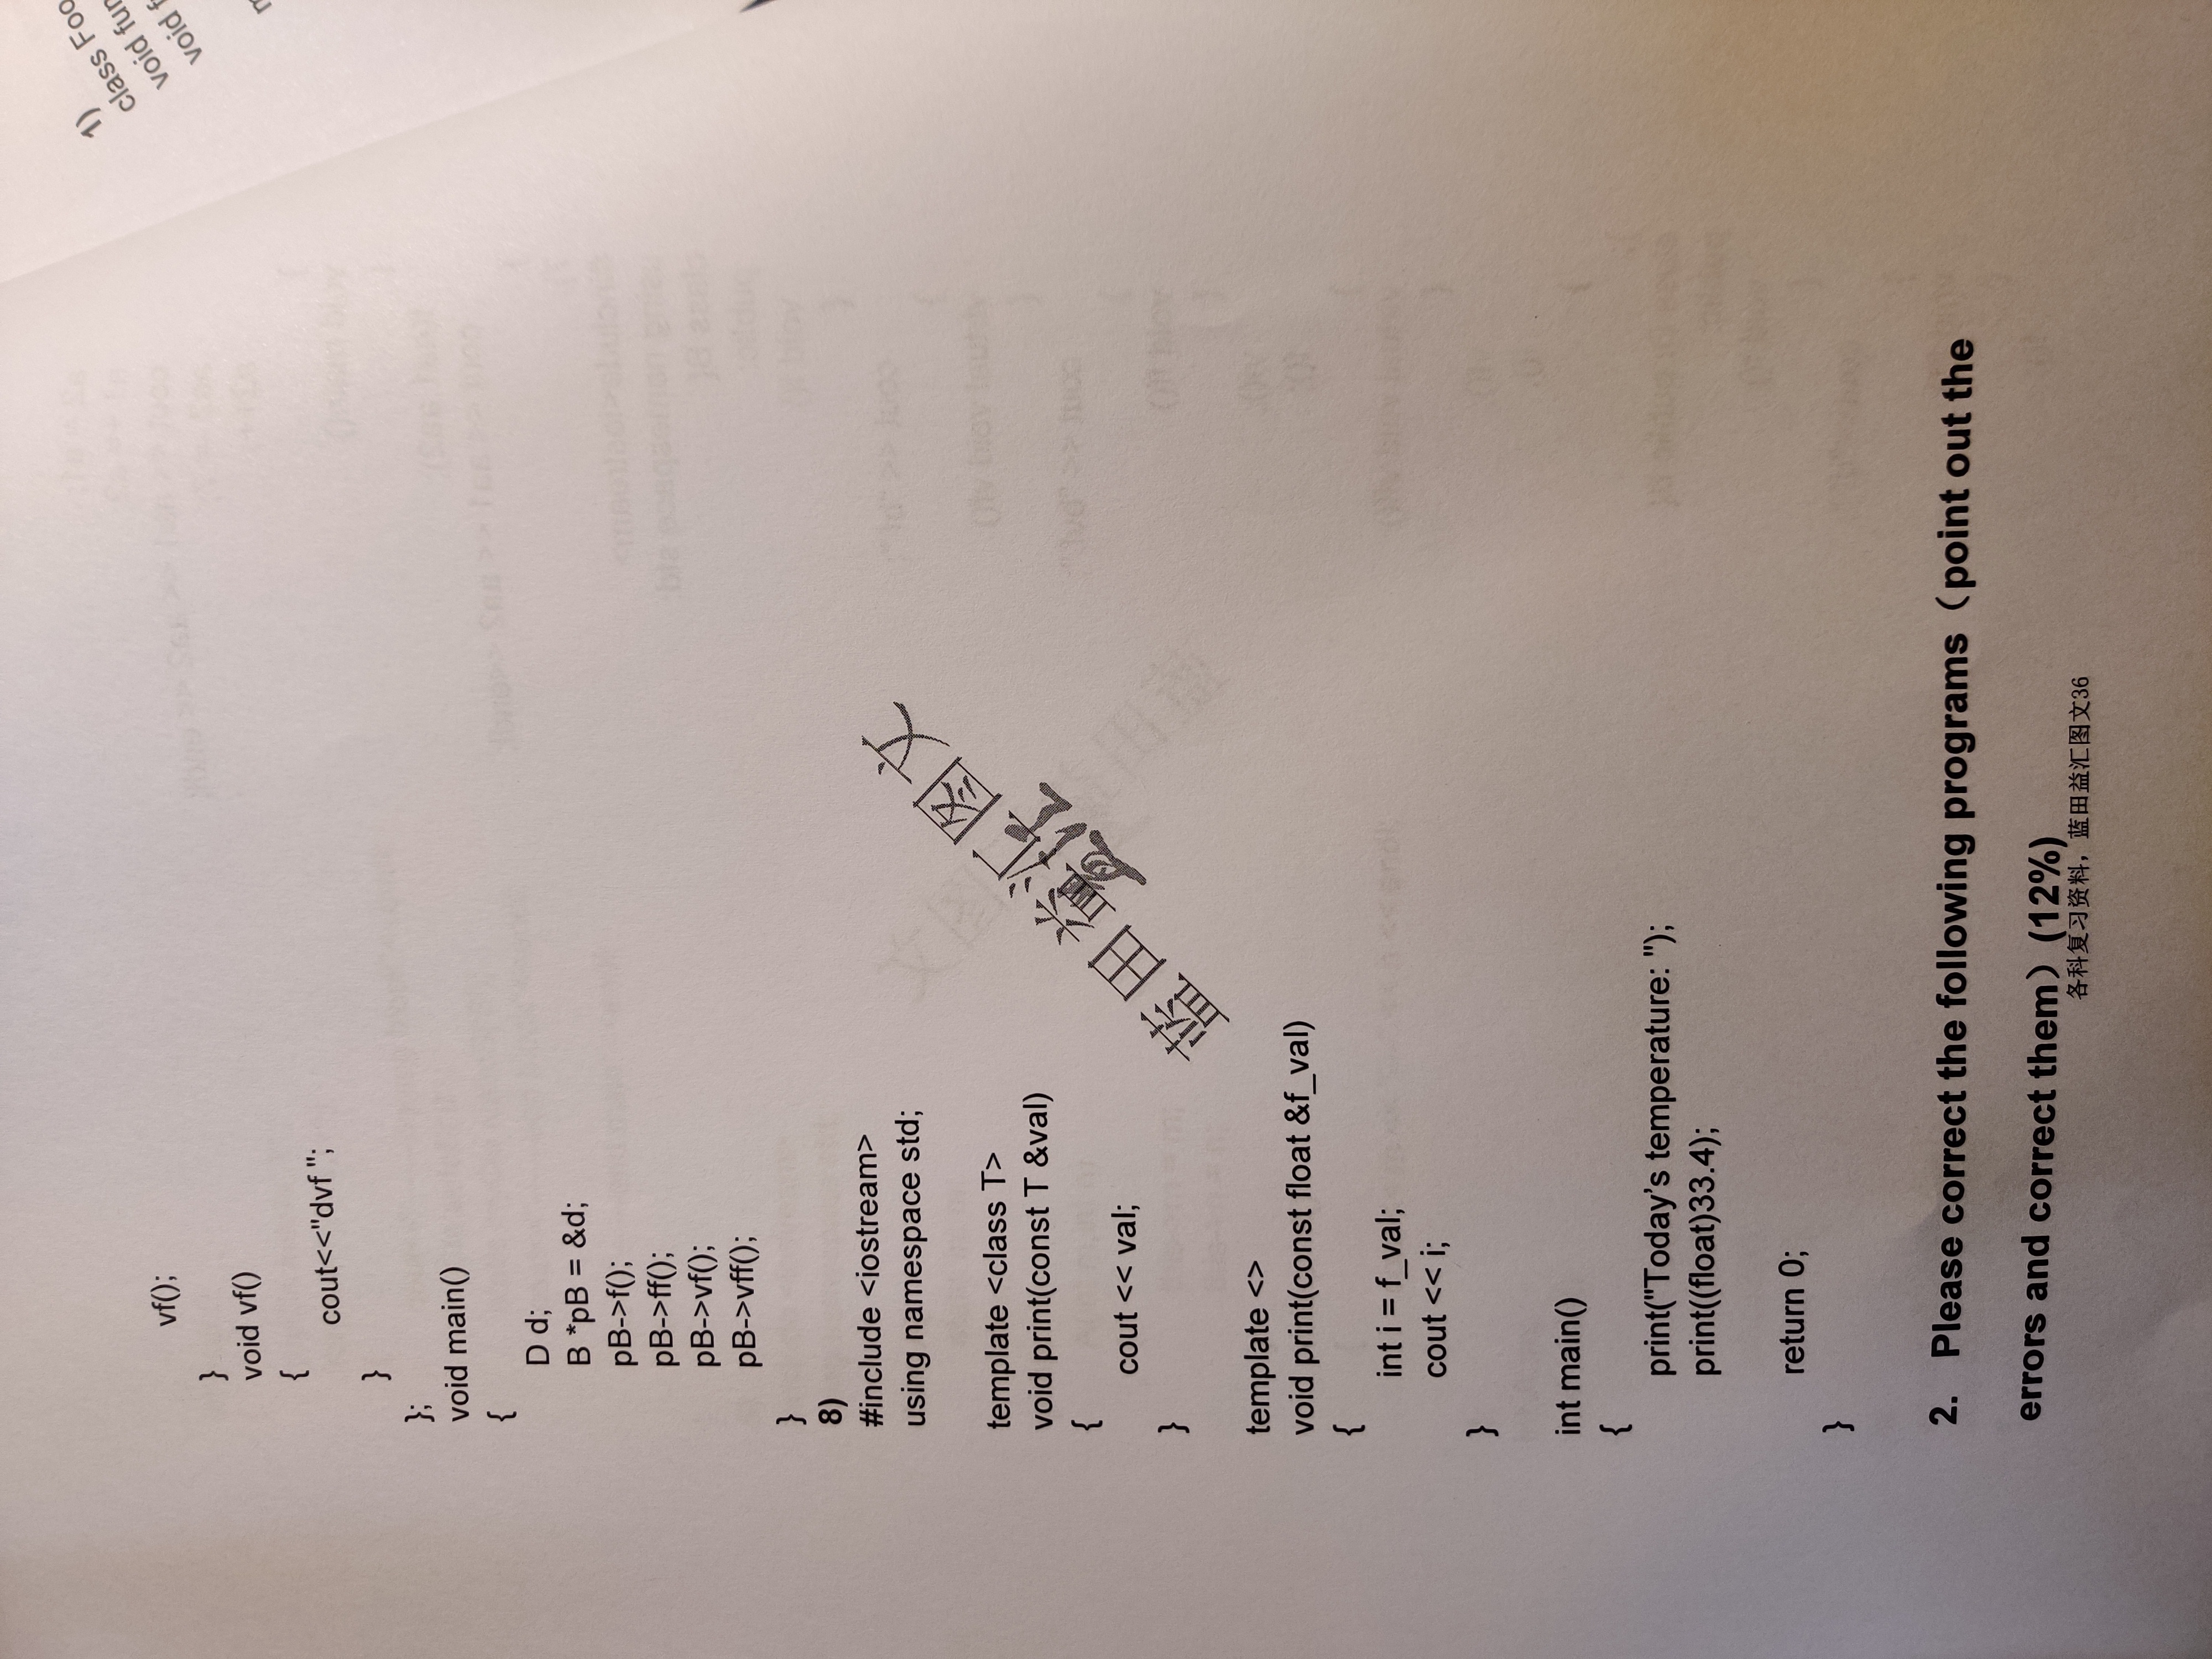 vf();
}
void vf()
{
cout<<"dvf ";
}
};
void main()
{
D d;
B *pB = &d;
pB->f();
pB->ff();
pB->vf();
pB->vff();
}
8)
#include <iostream>
using namespace std;
template <class T>
void print(const T &val)
{
cout << val;
}
template <>
void print(const float &f_val)
{
int i = f_val;
cout << i;
}
int main()
{
print("Today's temperature: ");
print((float)33.4);
return 0;
}
2. Please correct the following programs（point out the
errors and correct them）(12%)
各科复习资料，蓝田益汇图文36
蓝田益汇图文
益汇
1)
class Foo
void fun
void f